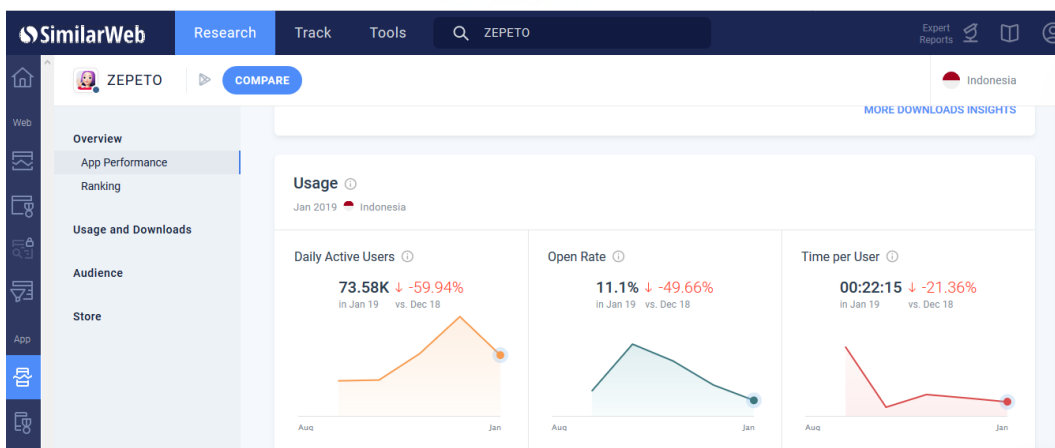 SimilarWeb Research Track Tools ZEPETO Expert Reports
ZEPETO COMPARE Indonesia
MORE DOWNLOADS INSIGHTS
Web
Overview
App Performance
Ranking
Usage and Downloads
Audience
Store
App
Usage
Jan 2019 Indonesia
Daily Active Users
73.58K ↓ -59.94%
in Jan 19 vs. Dec 18
Aug Jan
Open Rate
11.1% ↓ -49.66%
in Jan 19 vs. Dec 18
Aug Jan
Time per User
00:22:15 ↓ -21.36%
in Jan 19 vs. Dec 18
Aug Jan